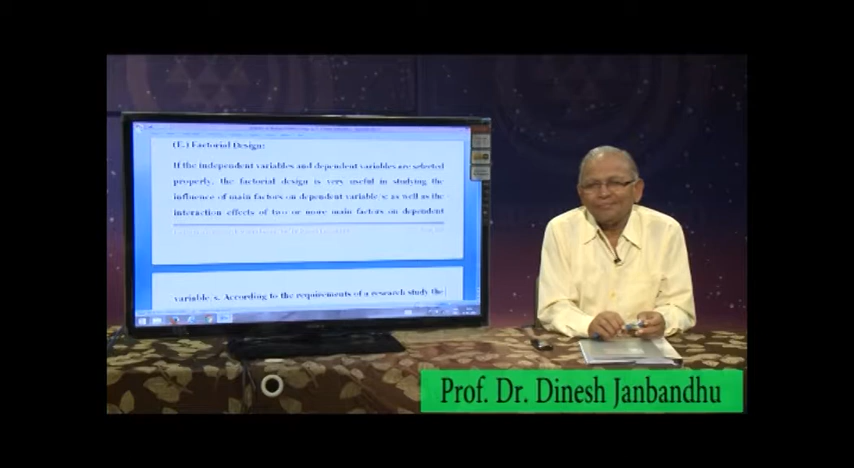 (E.) Factorial Design:
If the independent variables and dependent variables are selected
properly, the factorial design is very useful in studying the
influence of main factors on dependent variable/s; as well as the
interaction effects of two or more main factors on dependent
variable/s. According to the requirements of a research study the
Prof. Dr. Dinesh Janbandhu